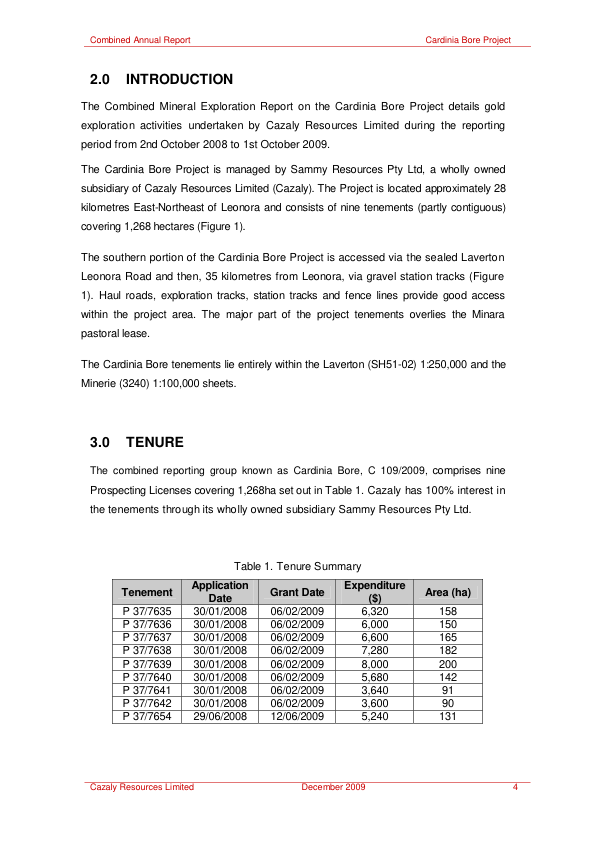 Combined Annual Report Cardinia Bore Project
2.0 INTRODUCTION
The Combined Mineral Exploration Report on the Cardinia Bore Project details gold
exploration activities undertaken by Cazaly Resources Limited during the reporting
period from 2nd October 2008 to 1st October 2009.
The Cardinia Bore Project is managed by Sammy Resources Pty Ltd, a wholly owned
subsidiary of Cazaly Resources Limited (Cazaly). The Project is located approximately 28
kilometres East-Northeast of Leonora and consists of nine tenements (partly contiguous)
covering 1,268 hectares (Figure 1).
The southern portion of the Cardinia Bore Project is accessed via the sealed Laverton
Leonora Road and then, 35 kilometres from Leonora, via gravel station tracks (Figure
1). Haul roads, exploration tracks, station tracks and fence lines provide good access
within the project area. The major part of the project tenements overlies the Minara
pastoral lease.
The Cardinia Bore tenements lie entirely within the Laverton (SH51-02) 1:250,000 and the
Minerie (3240) 1:100,000 sheets.
3.0 TENURE
The combined reporting group known as Cardinia Bore, C 109/2009, comprises nine
Prospecting Licenses covering 1,268ha set out in Table 1. Cazaly has 100% interest in
the tenements through its wholly owned subsidiary Sammy Resources Pty Ltd.
Table 1. Tenure Summary
Tenement Application Date Grant Date Expenditure ($) Area (ha)
P 37/7635 30/01/2008 06/02/2009 6,320 158
P 37/7636 30/01/2008 06/02/2009 6,000 150
P 37/7637 30/01/2008 06/02/2009 6,600 165
P 37/7638 30/01/2008 06/02/2009 7,280 182
P 37/7639 30/01/2008 06/02/2009 8,000 200
P 37/7640 30/01/2008 06/02/2009 5,680 142
P 37/7641 30/01/2008 06/02/2009 3,640 91
P 37/7642 30/01/2008 06/02/2009 3,600 90
P 37/7654 29/06/2008 12/06/2009 5,240 131
Cazaly Resources Limited December 2009 4